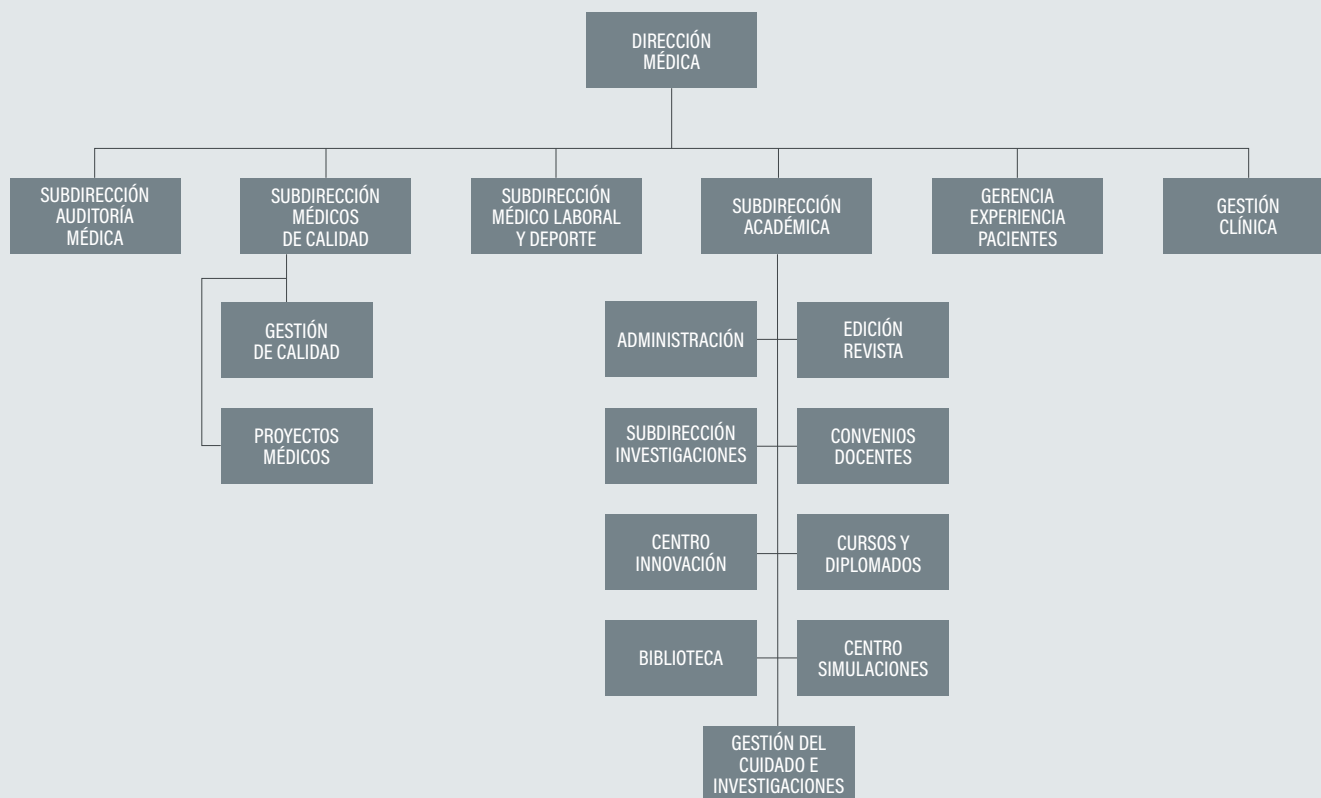 DIRECCIÓN
MÉDICA
SUBDIRECCIÓN
AUDITORÍA
MÉDICA
SUBDIRECCIÓN
MÉDICOS
DE CALIDAD
SUBDIRECCIÓN
MÉDICO LABORAL
Y DEPORTE
SUBDIRECCIÓN
ACADÉMICA
GERENCIA
EXPERIENCIA
PACIENTES
GESTIÓN
CLÍNICA
GESTIÓN
DE CALIDAD
PROYECTOS
MÉDICOS
ADMINISTRACIÓN
EDICIÓN
REVISTA
SUBDIRECCIÓN
INVESTIGACIONES
CONVENIOS
DOCENTES
CENTRO
INNOVACIÓN
CURSOS Y
DIPLOMADOS
BIBLIOTECA
CENTRO
SIMULACIONES
GESTIÓN DEL
CUIDADO E
INVESTIGACIONES